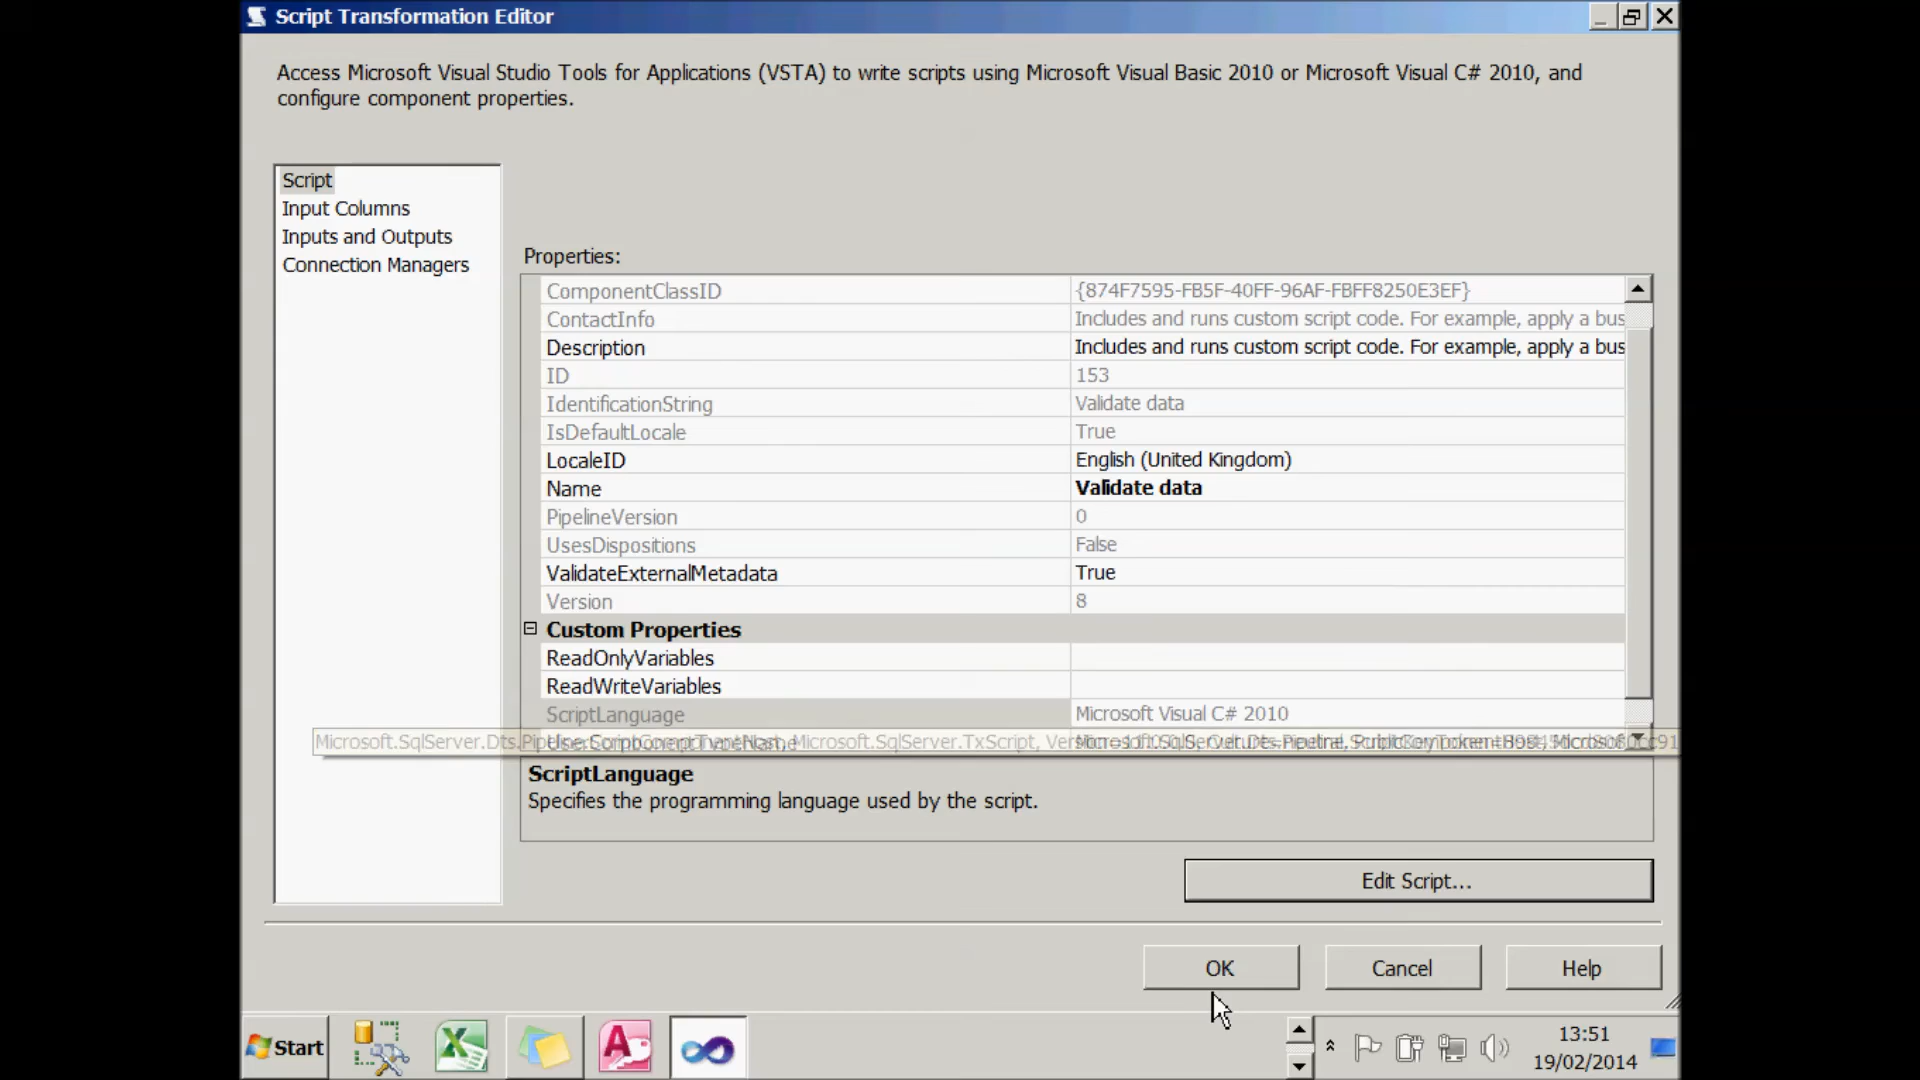 Script Transformation Editor
Access Microsoft Visual Studio Tools for Applications (VSTA) to write scripts using Microsoft Visual Basic 2010 or Microsoft Visual C# 2010, and
configure component properties.
Script
Input Columns
Inputs and Outputs
Connection Managers
Properties:
ComponentClassID {874F7595-FB5F-40FF-96AF-FBFF8250E3EF}
ContactInfo Includes and runs custom script code. For example, apply a bus
Description Includes and runs custom script code. For example, apply a bus
ID 153
IdentificationString Validate data
IsDefaultLocale True
LocaleID English (United Kingdom)
Name Validate data
PipelineVersion 0
UsesDispositions False
ValidateExternalMetadata True
Version 8
Custom Properties
ReadOnlyVariables
ReadWriteVariables
ScriptLanguage Microsoft Visual C# 2010
Microsoft.SqlServer.Dts. Microsoft.SqlServer.TxScript,
ScriptLanguage
Specifies the programming language used by the script.
Edit Script...
OK Cancel Help
Start
13:51
19/02/2014